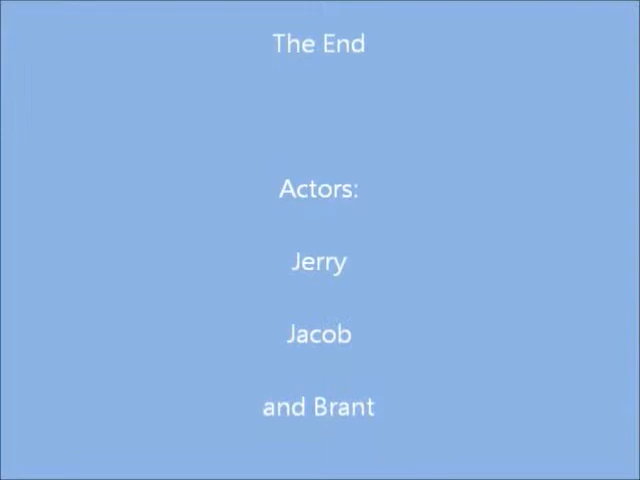 The End
Actors:
Jerry
Jacob
and Brant